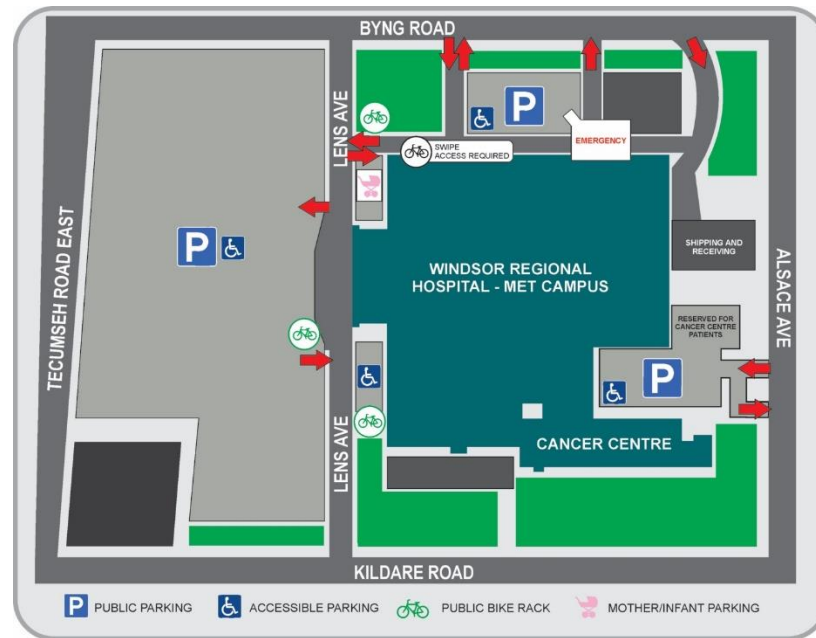 BYNG ROAD
LENS AVE
P
EMERGENCY
SWIPE
ACCESS REQUIRED
TECUMSEH ROAD EAST
P
WINDSOR REGIONAL
HOSPITAL - MET CAMPUS
SHIPPING AND
RECEIVING
ALSACE AVE
RESERVED FOR
CANCER CENTRE
PATIENTS
P
LENS AVE
CANCER CENTRE
KILDARE ROAD
P PUBLIC PARKING
ACCESSIBLE PARKING
PUBLIC BIKE RACK
MOTHER/INFANT PARKING